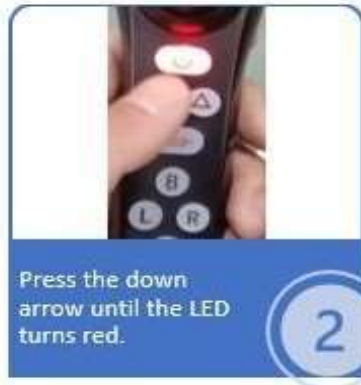 B
L R
Press the down
arrow until the LED
turns red.
2